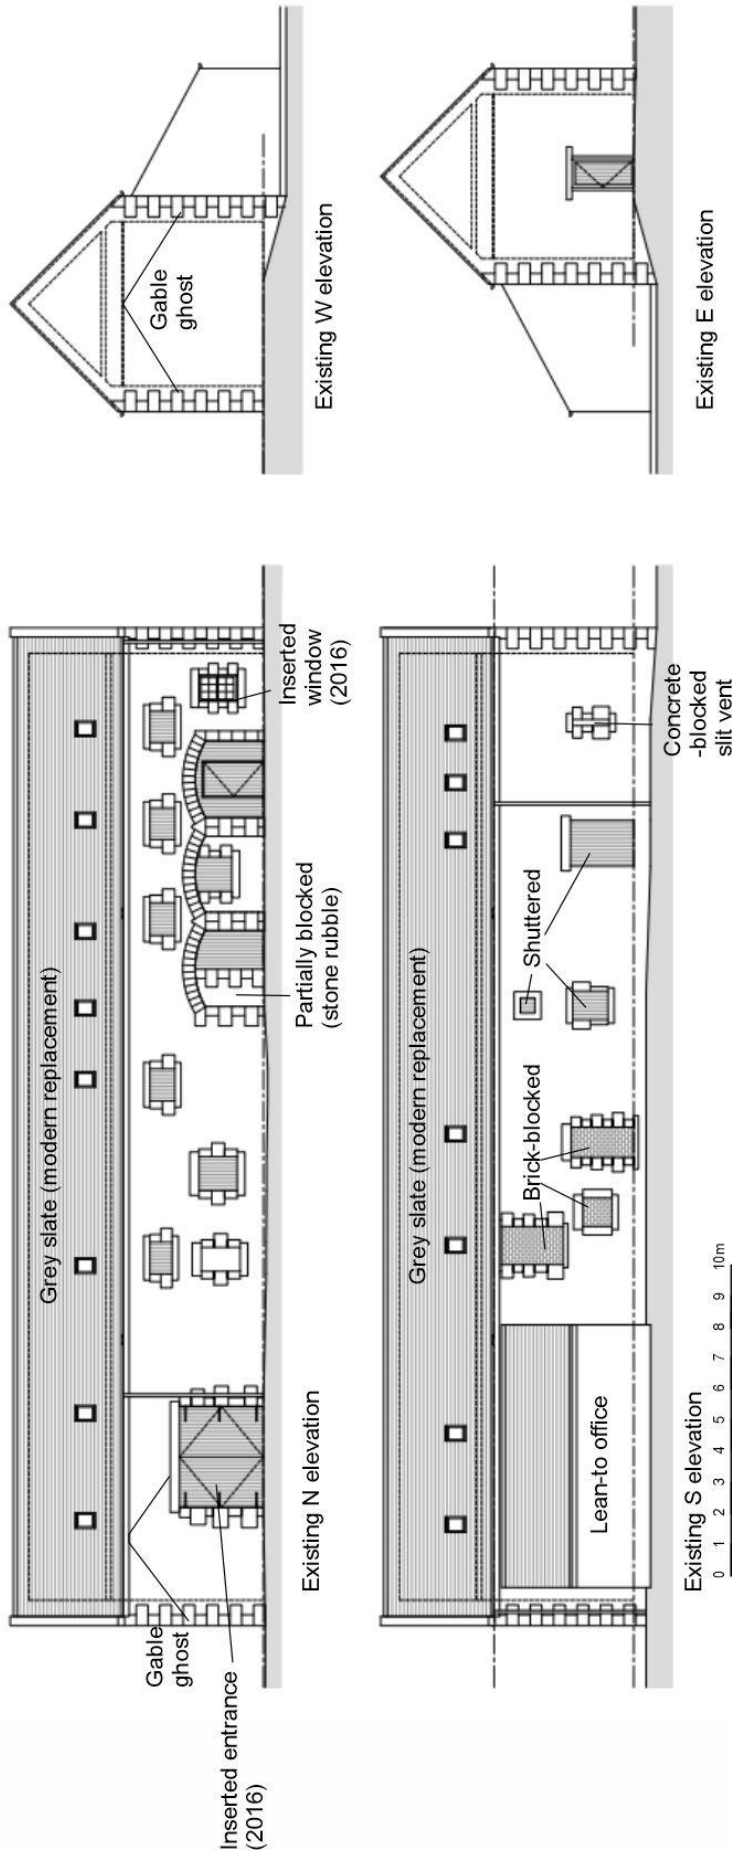 Grey slate (modern replacement)
Gable
ghost
Inserted entrance
(2016)
Existing N elevation
Partially blocked
(stone rubble)
Inserted
window
(2016)
Gable
ghost
Existing W elevation
Grey slate (modern replacement)
Lean-to office
Brick-blocked
Shuttered
Concrete
-blocked
slit vent
Existing S elevation
0 1 2 3 4 5 6 7 8 9 10m
Existing E elevation